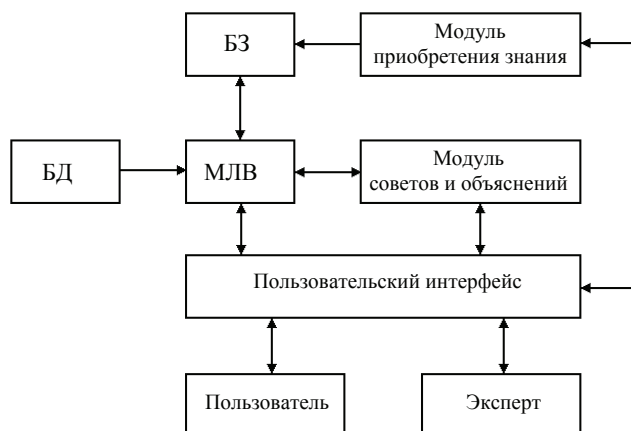 БЗ
Модуль
приобретения знания
БД
МЛВ
Модуль
советов и объяснений
Пользовательский интерфейс
Пользователь
Эксперт